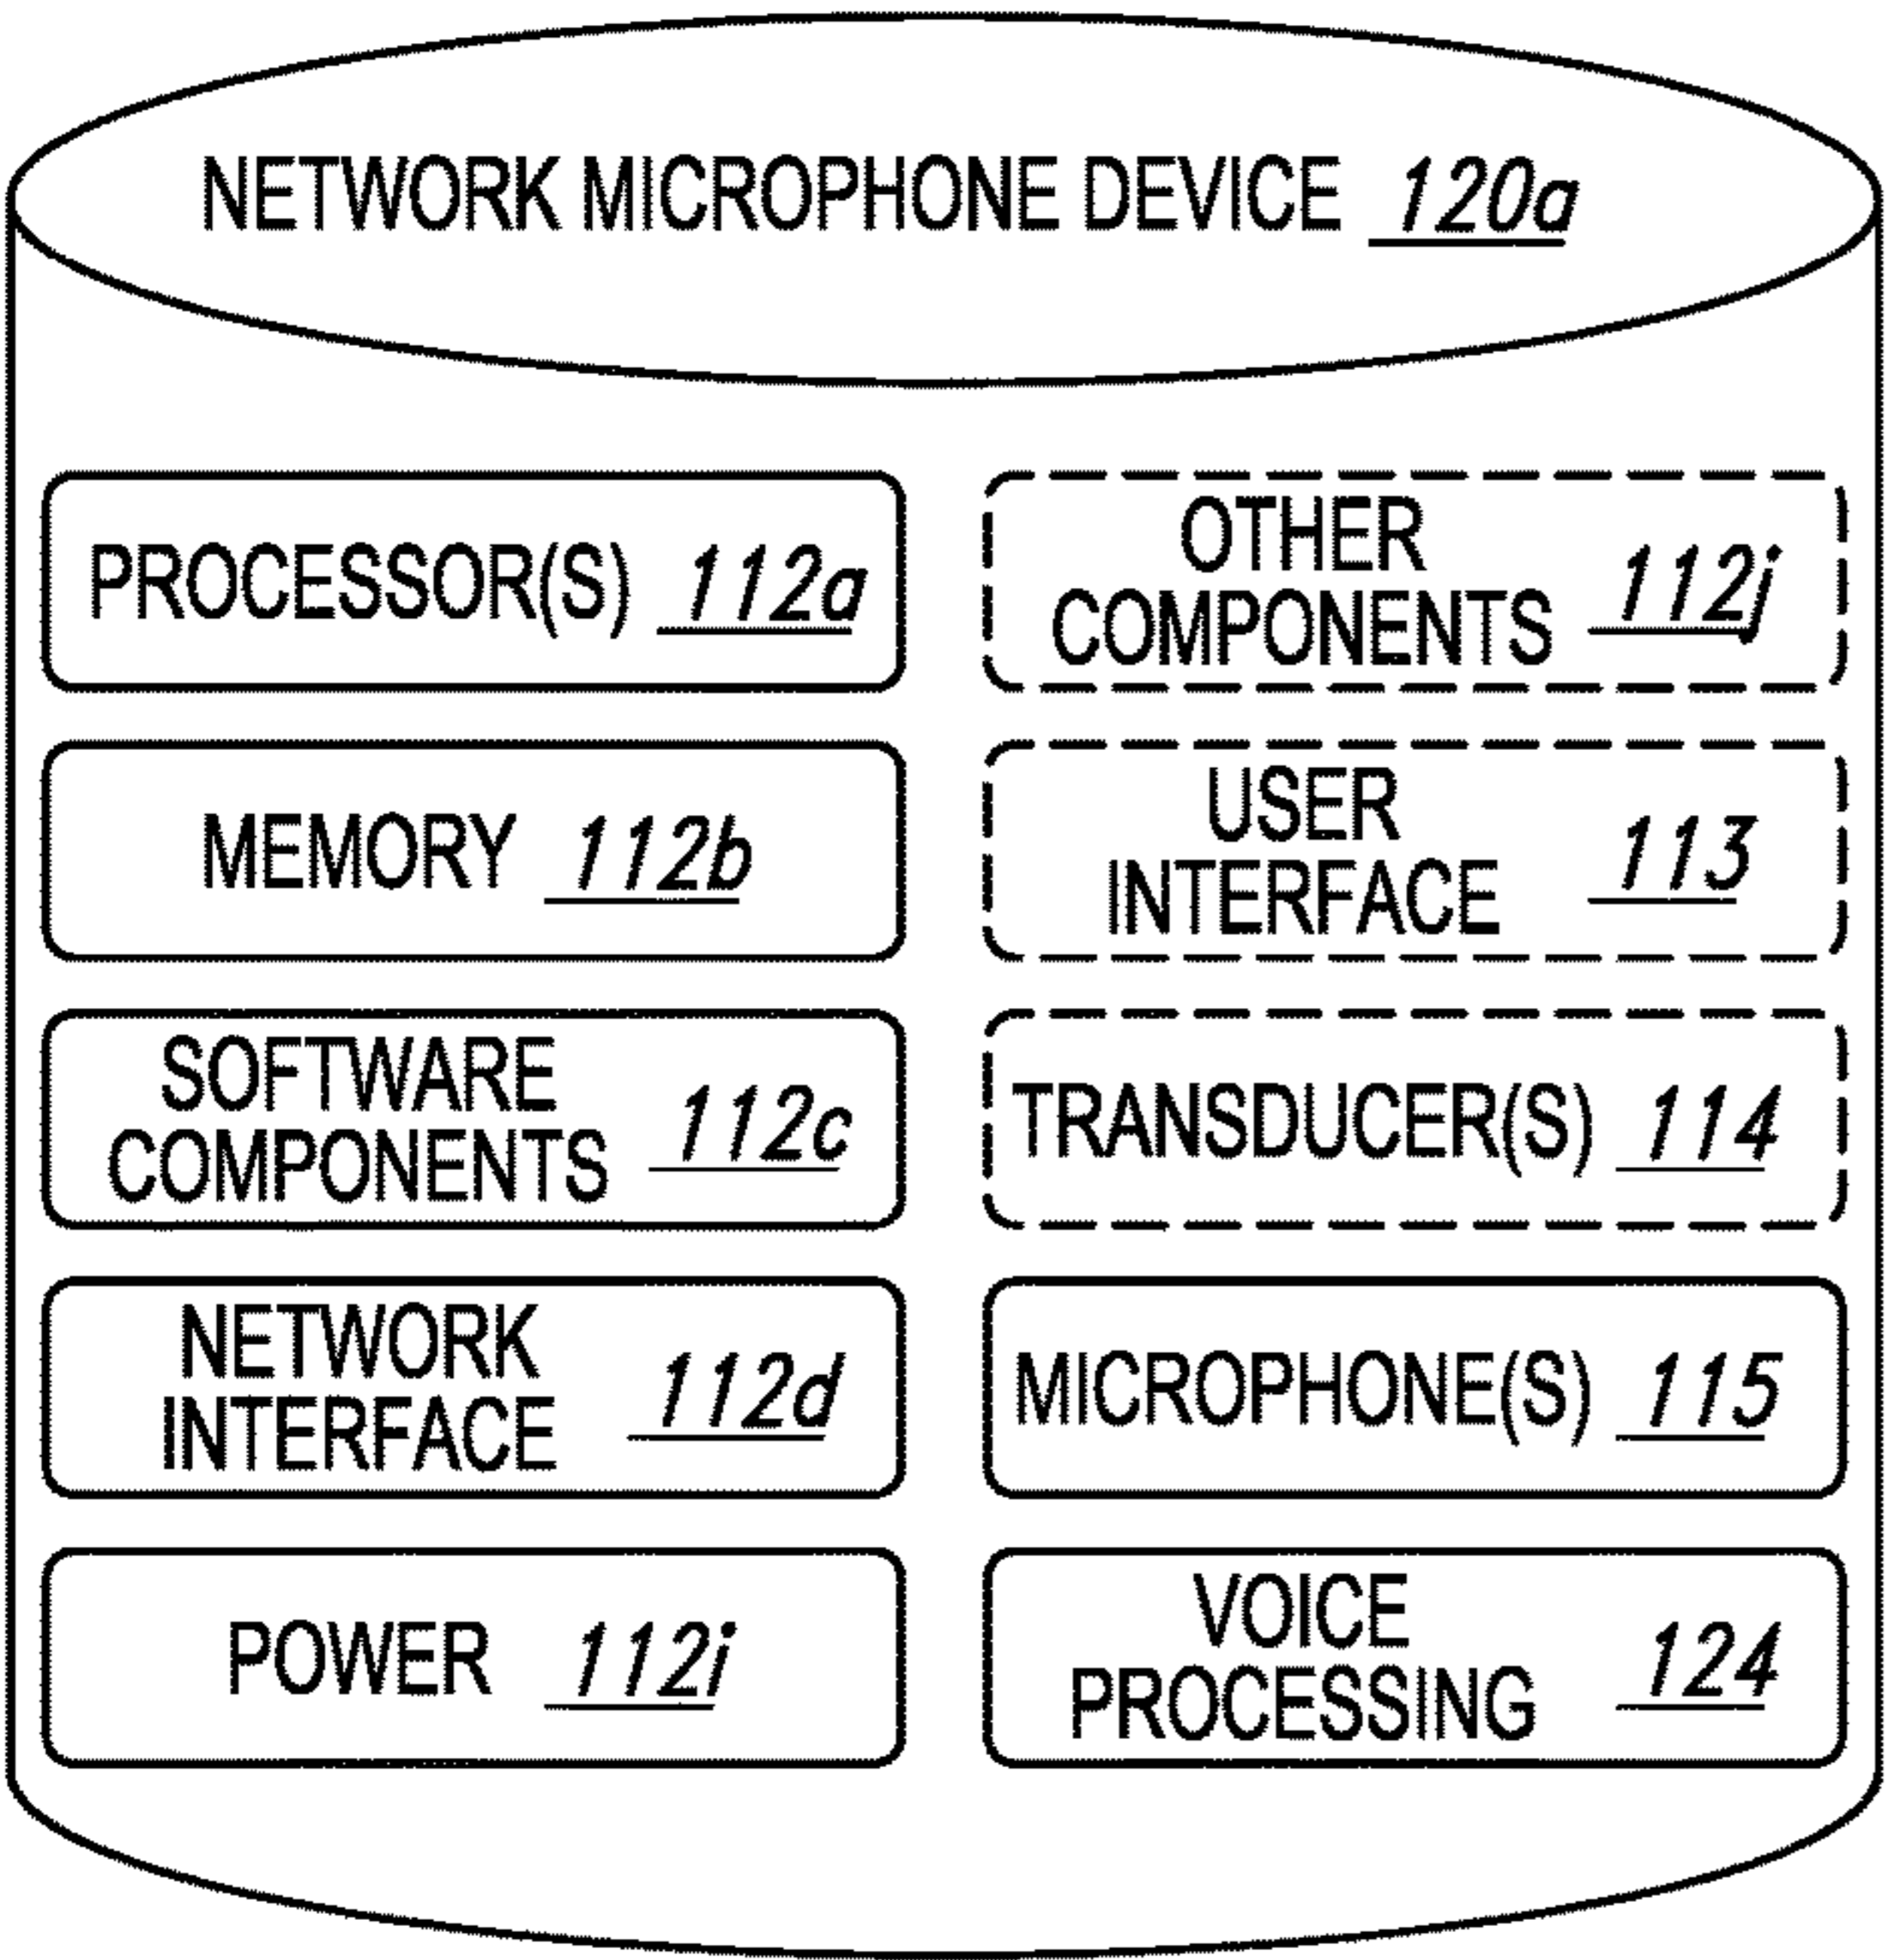 NETWORK MICROPHONE DEVICE 120a
PROCESSOR(S) 112a
OTHER
COMPONENTS 112j
MEMORY 112b
USER
INTERFACE 113
SOFTWARE
COMPONENTS 112c
TRANSDUCER(S) 114
NETWORK
INTERFACE 112d
MICROPHONE(S) 115
POWER 112i
VOICE
PROCESSING 124